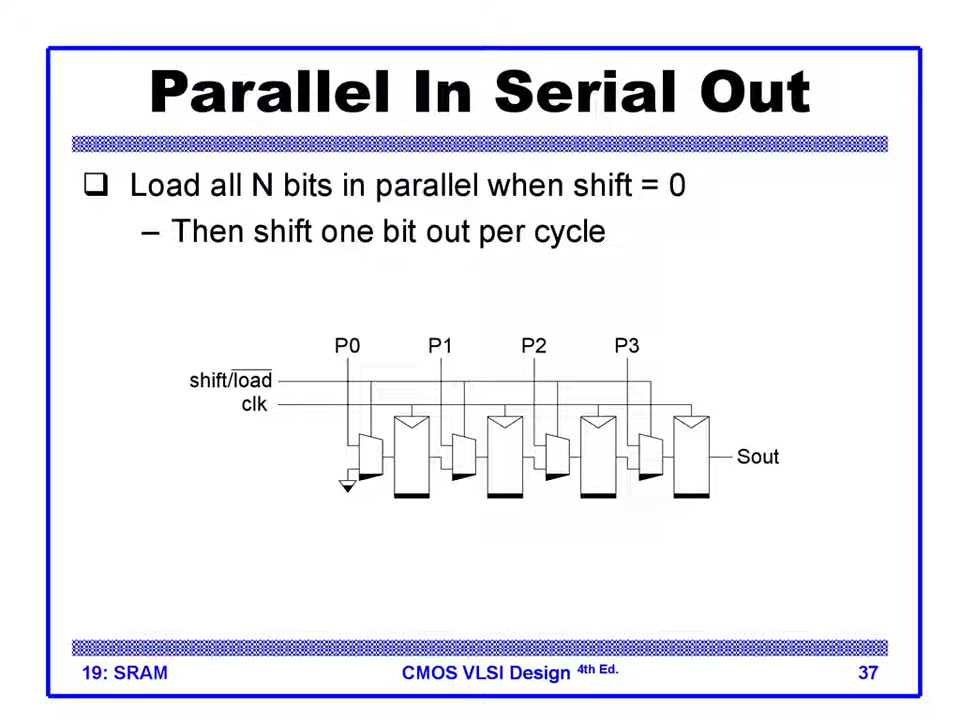 Parallel In Serial Out
❑ Load all N bits in parallel when shift = 0
– Then shift one bit out per cycle
P0 P1 P2 P3
shift/load
clk
Sout
19: SRAM CMOS VLSI Design 4th Ed. 37